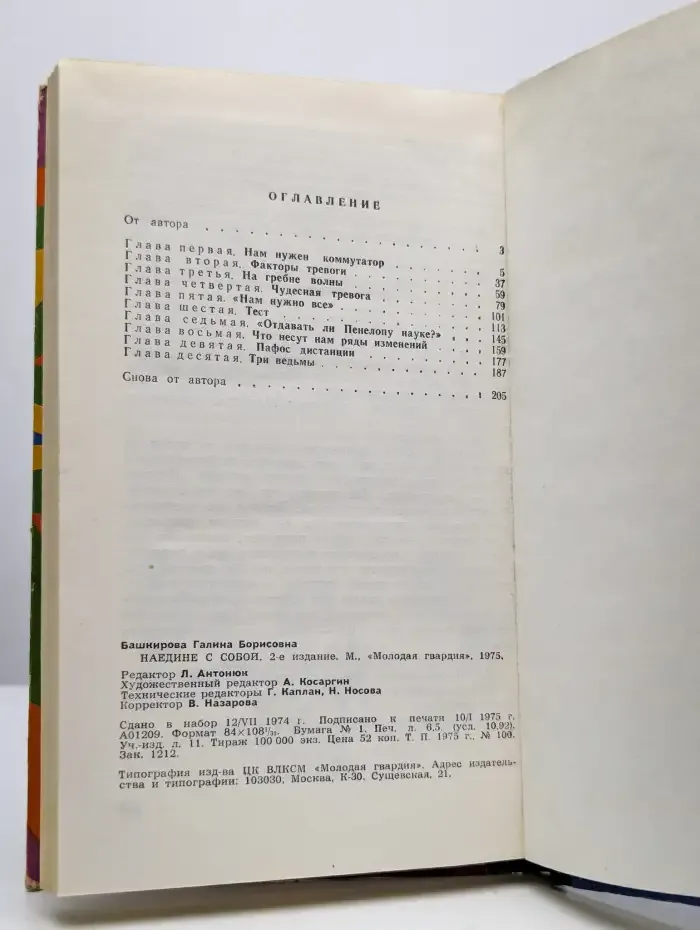 ОГЛАВЛЕНИЕ
От автора . . . . . . . . . . . . . . . . 3
Глава первая. Нам нужен коммутатор . . . . . . 5
Глава вторая. Факторы тревоги . . . . . . . . 37
Глава третья. На гребне волны . . . . . . . . 59
Глава четвертая. Чудесная тревога . . . . . . . 79
Глава пятая. «Нам нужно все» . . . . . . . . 101
Глава шестая. Тест . . . . . . . . . . . . 113
Глава седьмая. «Отдавать ли Пенелопу науке?» . . . 145
Глава восьмая. Что несут нам ряды изменений . . . . 159
Глава девятая. Пафос дистанции . . . . . . . . 177
Глава десятая. Три ведьмы . . . . . . . . . . 187
Снова от автора . . . . . . . . . . . . . . 205
Башкирова Галина Борисовна
НАЕДИНЕ С СОБОЙ. 2-е издание. М., «Молодая гвардия», 1975.
Редактор Л. Антонюк
Художественный редактор А. Косаргин
Технические редакторы Г. Каплан, Н. Носова
Корректор В. Назарова
Сдано в набор 12/VII 1974 г. Подписано к печати 10/I 1975 г.
А01209. Формат 84×108¹/₃₁. Бумага № 1. Печ. л. 6,5. (усл. 10,92).
Уч.-изд. л. 11. Тираж 100 000 экз. Цена 52 коп. Т. П. 1975 г., № 100.
Зак. 1212.
Типография изд-ва ЦК ВЛКСМ «Молодая гвардия». Адрес издатель-
ства и типографии: 103030, Москва, К-30, Сущевская, 21.